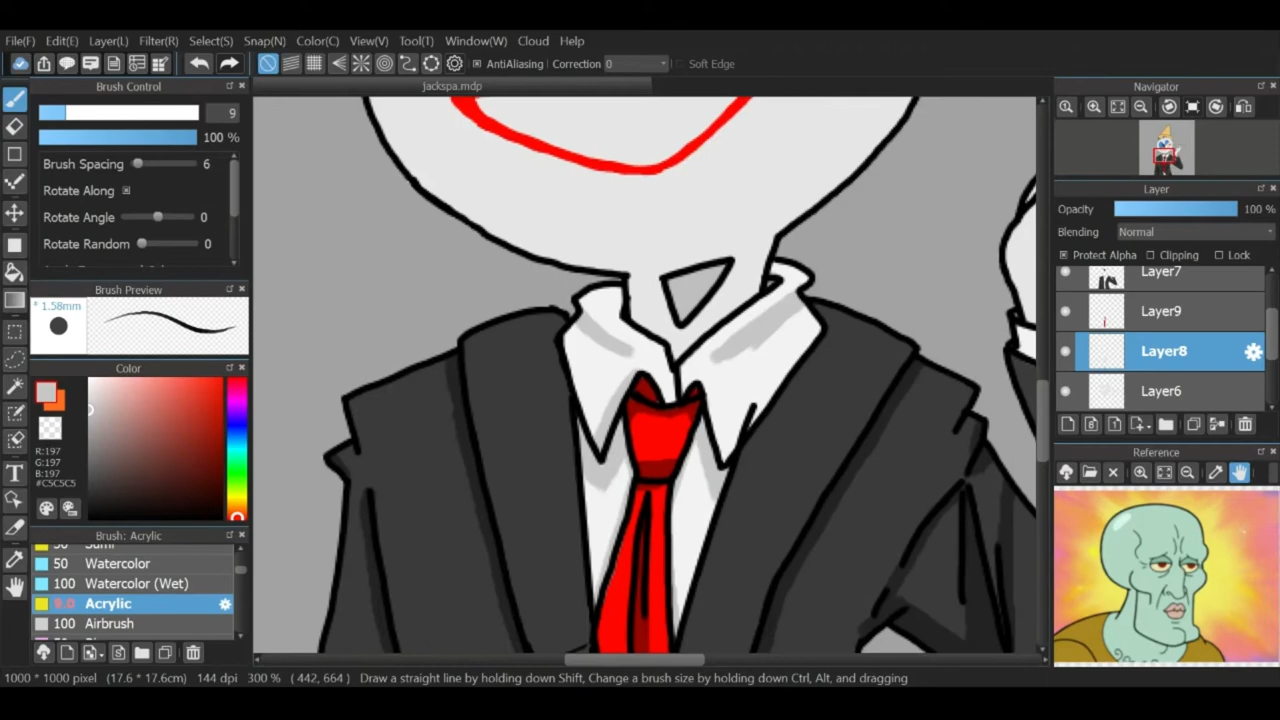 File(F) Edit(E) Layer(L) Filter(R) Select(S) Snap(N) Color(C) View(V) Tool(T) Window(W) Cloud Help
AntiAliasing Correction 0 Soft Edge
Brush Control
jackspa.mdp
Navigator
9
100 %
Brush Spacing 6
Rotate Along
Rotate Angle 0
Rotate Random 0
Layer
Opacity 100 %
Blending Normal
Protect Alpha Clipping Lock
Layer7
Layer9
Layer8
Layer6
Brush Preview
* 1.58mm
Color
R:197
G:197
B:197
#C5C5C5
Reference
Brush: Acrylic
50 Sumi
50 Watercolor
100 Watercolor (Wet)
9.0 Acrylic
100 Airbrush
1000 * 1000 pixel (17.6 * 17.6cm) 144 dpi 300 % ( 442, 664 ) Draw a straight line by holding down Shift, Change a brush size by holding down Ctrl, Alt, and dragging